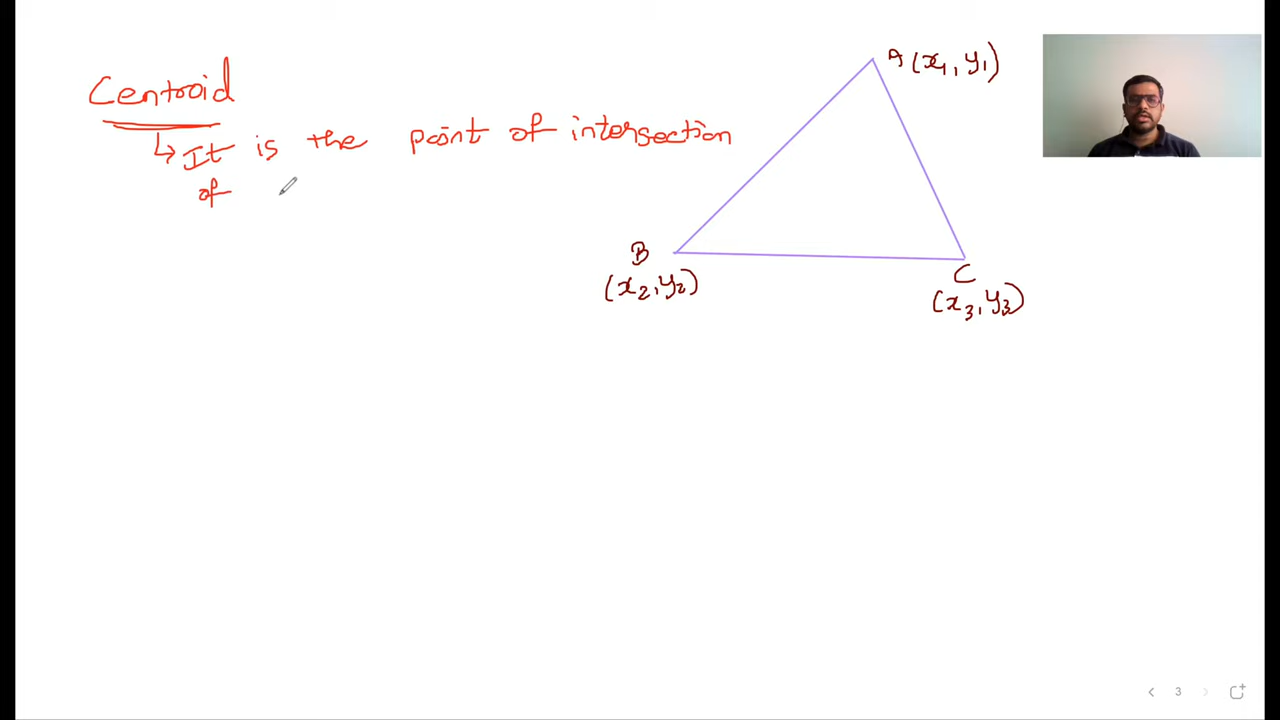 Centroid
↳ It is the point of intersection
of
A (x₁, y₁)
B
(x₂, y₂)
C
(x₃, y₃)
3